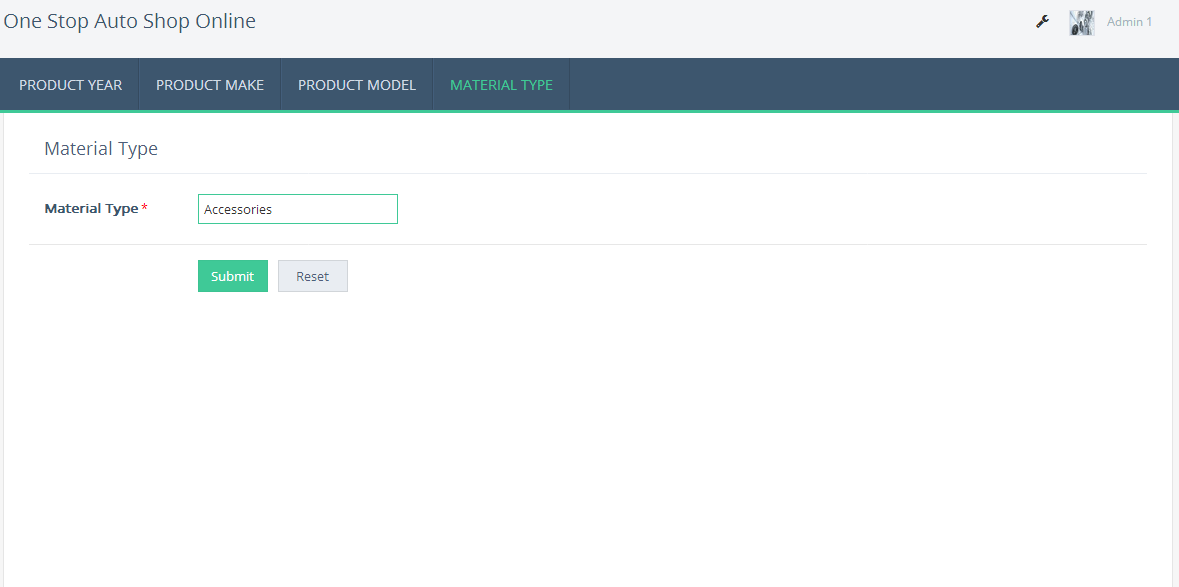 One Stop Auto Shop Online
Admin 1
PRODUCT YEAR PRODUCT MAKE PRODUCT MODEL MATERIAL TYPE
Material Type
Material Type * Accessories
Submit Reset